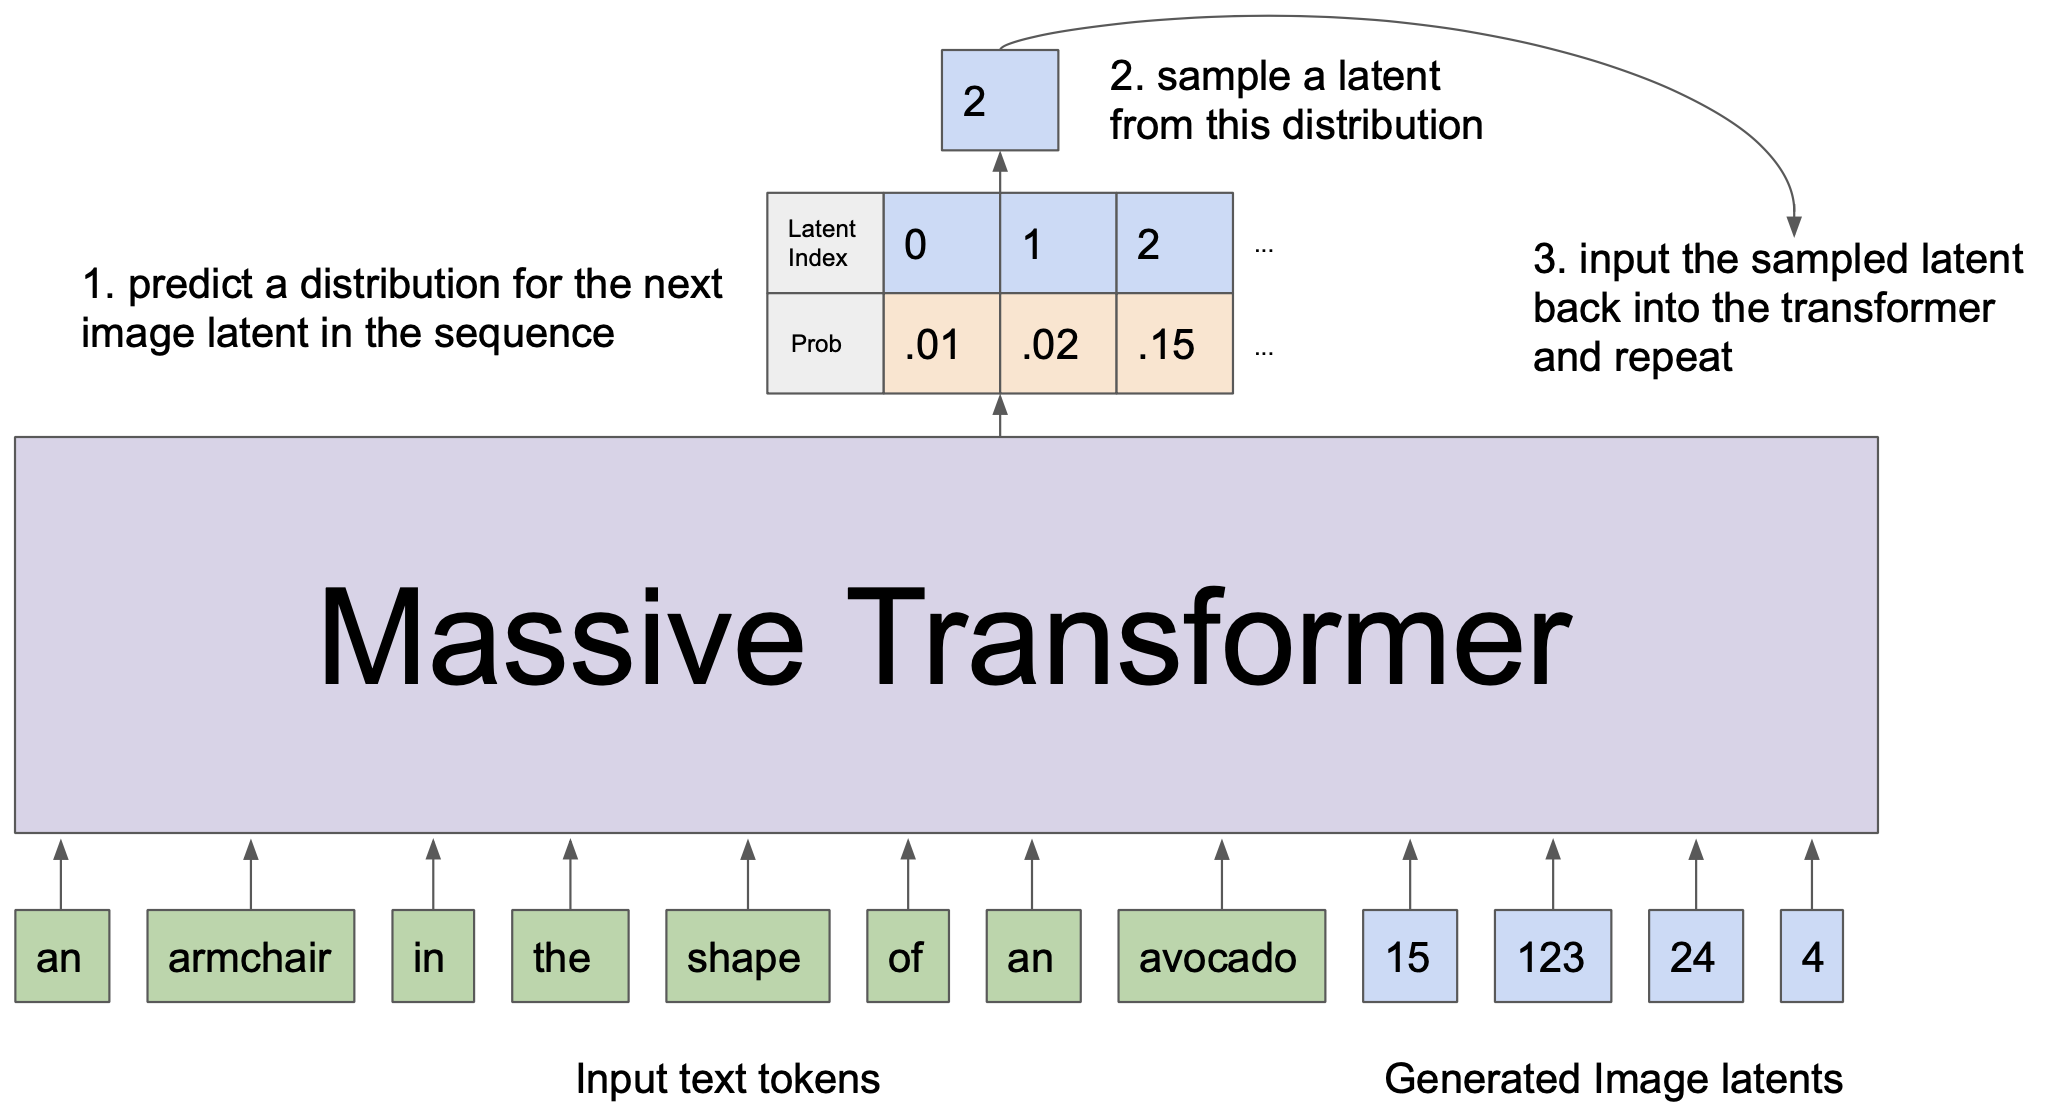 2
2. sample a latent
from this distribution
Latent
Index
0 1 2 ...
1. predict a distribution for the next
image latent in the sequence
Prob
.01 .02 .15 ...
3. input the sampled latent
back into the transformer
and repeat
Massive Transformer
an armchair in the shape of an avocado 15 123 24 4
Input text tokens
Generated Image latents